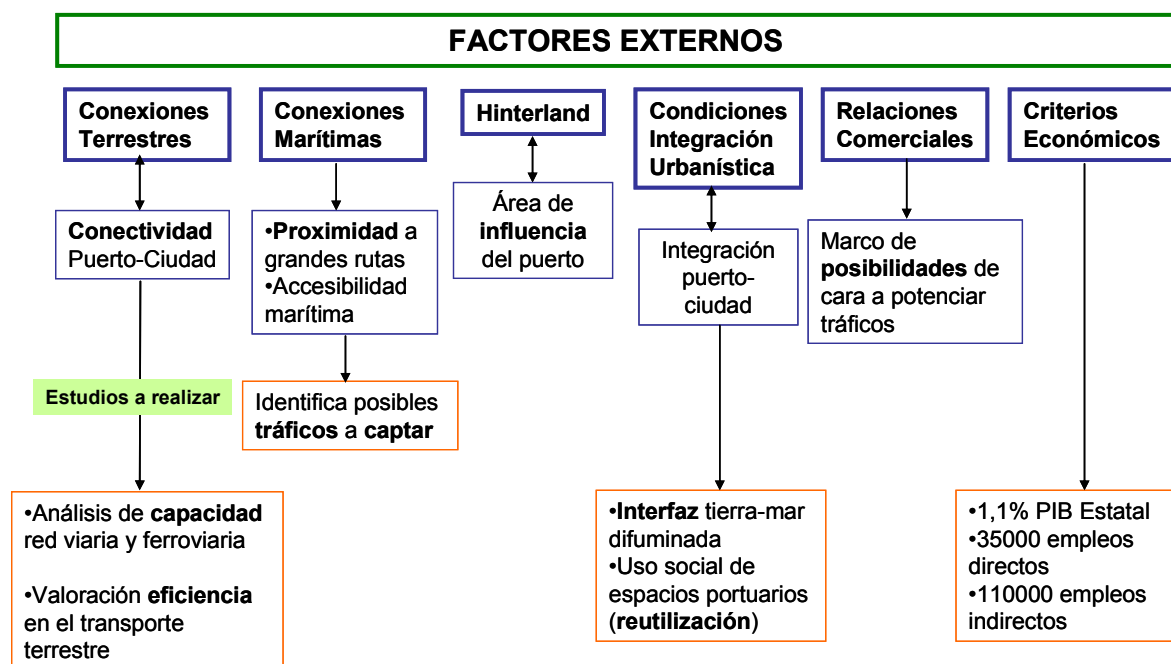 FACTORES EXTERNOS
Conexiones
Terrestres
Conexiones
Marítimas
Hinterland
Condiciones
Integración
Urbanística
Relaciones
Comerciales
Criterios
Económicos
Conectividad
Puerto-Ciudad
•Proximidad a
grandes rutas
•Accesibilidad
marítima
Área de
influencia
del puerto
Integración
puerto-
ciudad
Marco de
posibilidades de
cara a potenciar
tráficos
Estudios a realizar
Identifica posibles
tráficos a captar
•Análisis de capacidad
red viaria y ferroviaria
•Valoración eficiencia
en el transporte
terrestre
•Interfaz tierra-mar
difuminada
•Uso social de
espacios portuarios
(reutilización)
•1,1% PIB Estatal
•35000 empleos
directos
•110000 empleos
indirectos